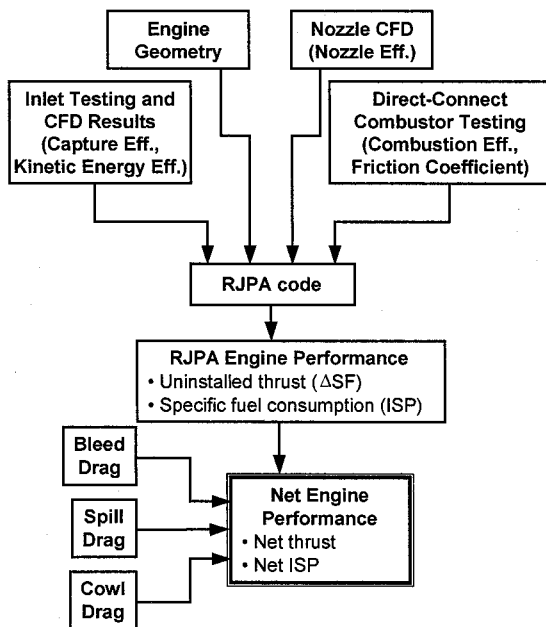 Engine
Geometry
Nozzle CFD
(Nozzle Eff.)
Inlet Testing and
CFD Results
(Capture Eff.,
Kinetic Energy Eff.)
Direct-Connect
Combustor Testing
(Combustion Eff.,
Friction Coefficient)
RJPA code
RJPA Engine Performance
• Uninstalled thrust (ΔSF)
• Specific fuel consumption (ISP)
Bleed
Drag
Spill
Drag
Cowl
Drag
Net Engine
Performance
• Net thrust
• Net ISP